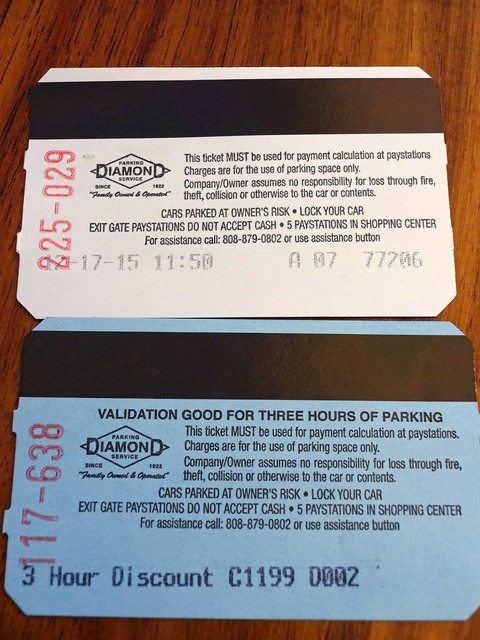 225-029
PARKING
DIAMOND
SERVICE
SINCE 1922
"Family Owned & Operated"
This ticket MUST be used for payment calculation at paystations
Charges are for the use of parking space only.
Company/Owner assumes no responsibility for loss through fire,
theft, collision or otherwise to the car or contents.
CARS PARKED AT OWNER'S RISK • LOCK YOUR CAR
EXIT GATE PAYSTATIONS DO NOT ACCEPT CASH • 5 PAYSTATIONS IN SHOPPING CENTER
For assistance call: 808-879-0802 or use assistance button
12-17-15 11:50 A 07 77206
117-638
VALIDATION GOOD FOR THREE HOURS OF PARKING
PARKING
DIAMOND
SERVICE
SINCE 1922
"Family Owned & Operated"
This ticket MUST be used for payment calculation at paystations.
Charges are for the use of parking space only.
Company/Owner assumes no responsibility for loss through fire,
theft, collision or otherwise to the car or contents.
CARS PARKED AT OWNER'S RISK • LOCK YOUR CAR
EXIT GATE PAYSTATIONS DO NOT ACCEPT CASH • 5 PAYSTATIONS IN SHOPPING CENTER
For assistance call: 808-879-0802 or use assistance button
3 Hour Discount C1199 D002